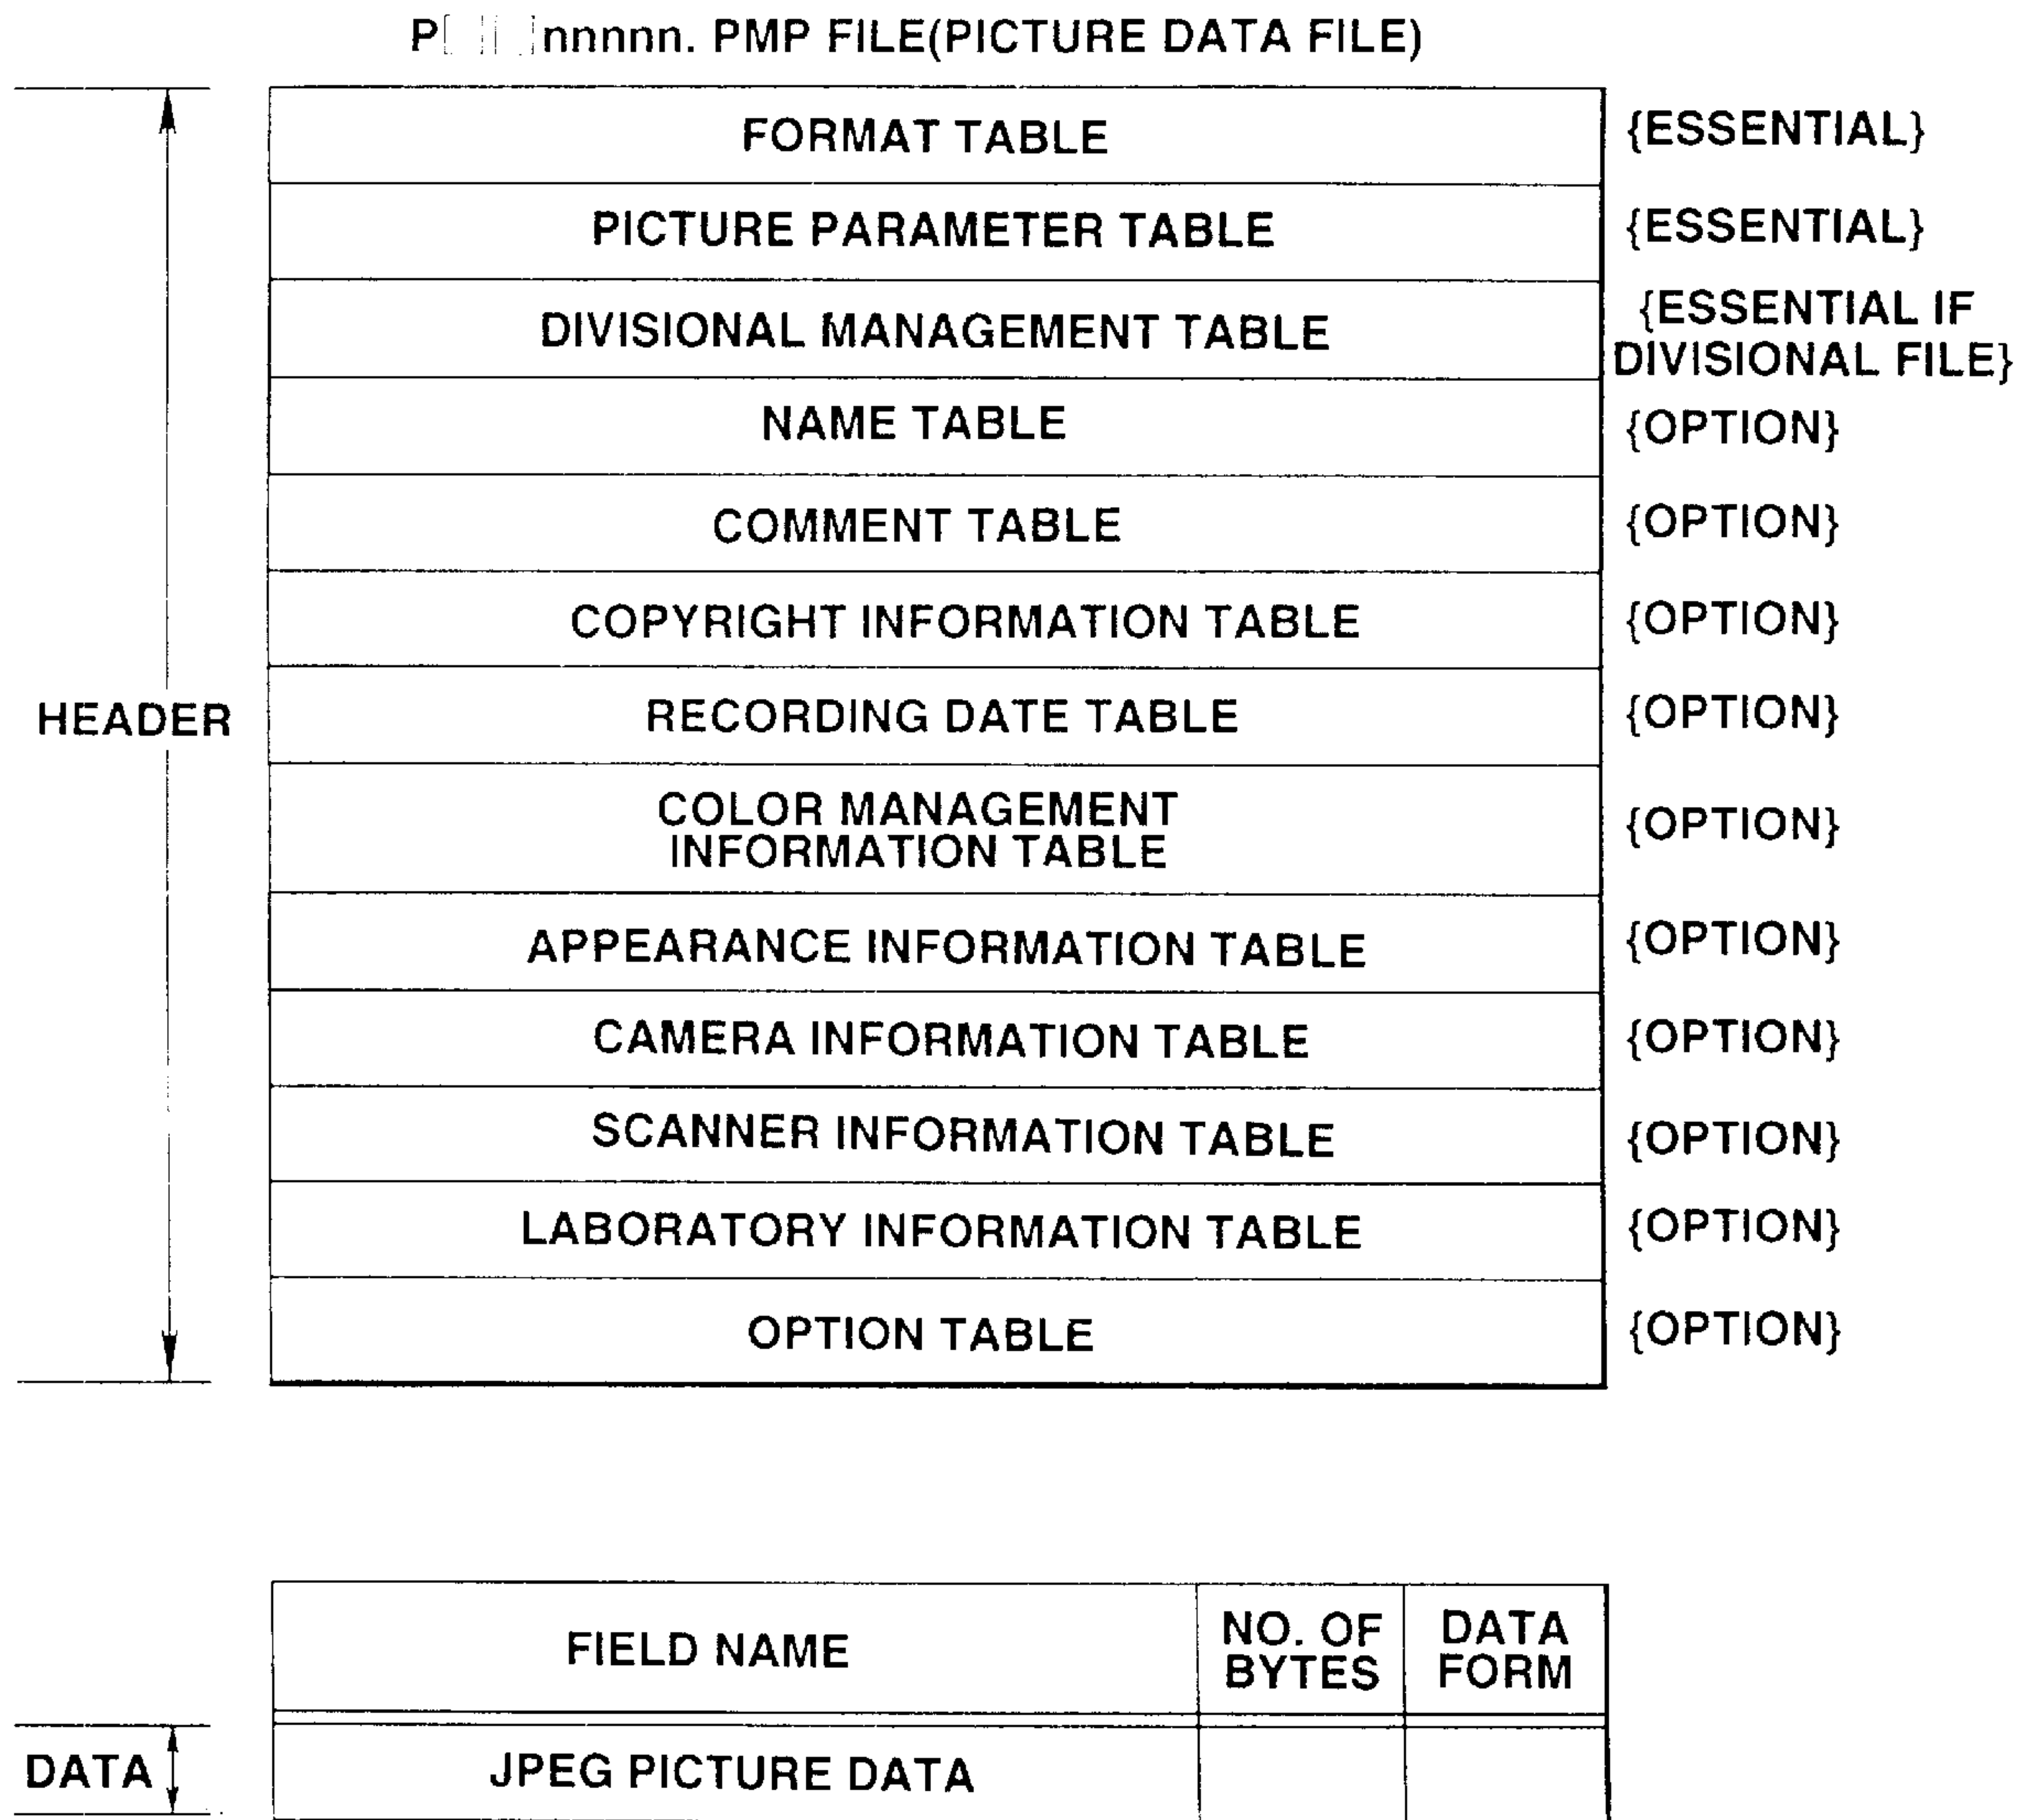 P□□nnnnn. PMP FILE(PICTURE DATA FILE)
FORMAT TABLE {ESSENTIAL}
PICTURE PARAMETER TABLE {ESSENTIAL}
DIVISIONAL MANAGEMENT TABLE {ESSENTIAL IF
DIVISIONAL FILE}
NAME TABLE {OPTION}
COMMENT TABLE {OPTION}
COPYRIGHT INFORMATION TABLE {OPTION}
HEADER RECORDING DATE TABLE {OPTION}
COLOR MANAGEMENT
INFORMATION TABLE {OPTION}
APPEARANCE INFORMATION TABLE {OPTION}
CAMERA INFORMATION TABLE {OPTION}
SCANNER INFORMATION TABLE {OPTION}
LABORATORY INFORMATION TABLE {OPTION}
OPTION TABLE {OPTION}
FIELD NAME NO. OF
BYTES DATA
FORM
DATA JPEG PICTURE DATA